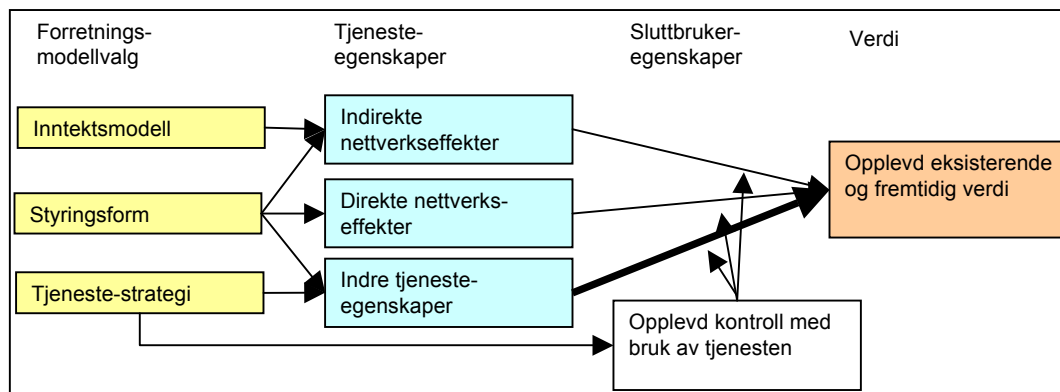 Forretnings-
modellvalg
Tjeneste-
egenskaper
Sluttbruker-
egenskaper
Verdi
Inntektsmodell
Styringsform
Tjeneste-strategi
Indirekte
nettverkseffekter
Direkte nettverks-
effekter
Indre tjeneste-
egenskaper
Opplevd kontroll med
bruk av tjenesten
Opplevd eksisterende
og fremtidig verdi